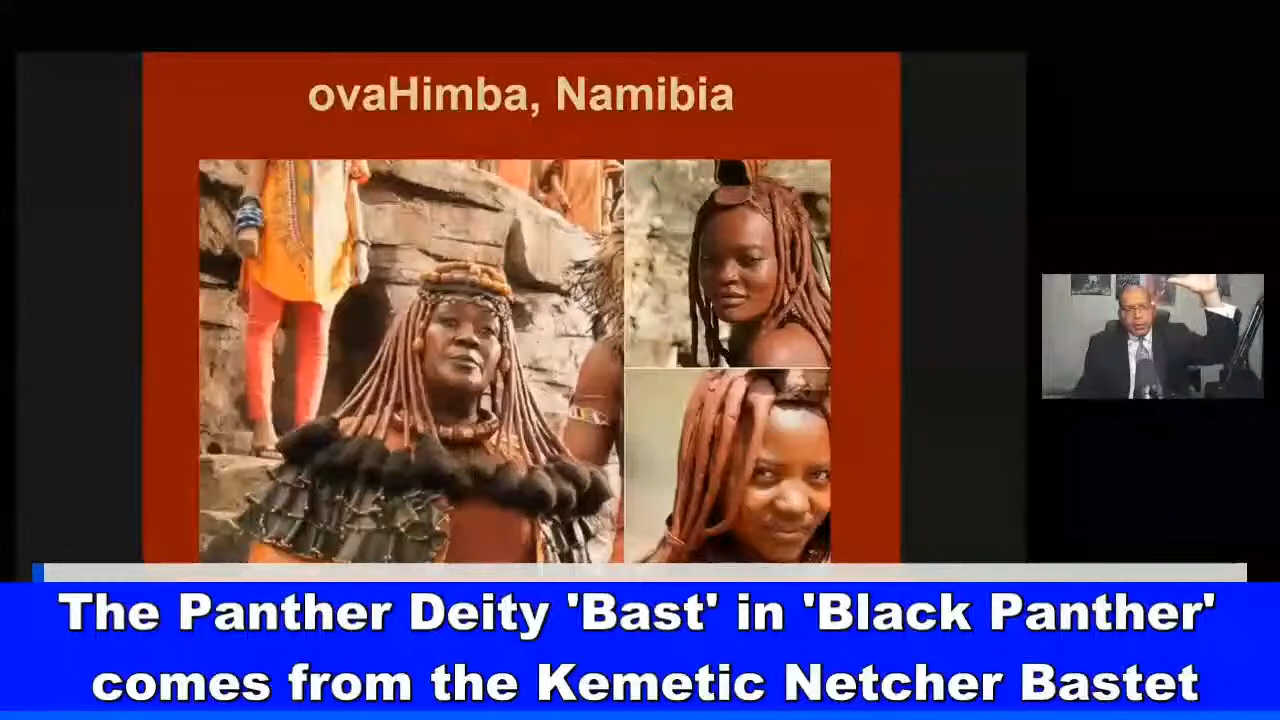 ovaHimba, Namibia
The Panther Deity 'Bast' in 'Black Panther'
comes from the Kemetic Netcher Bastet